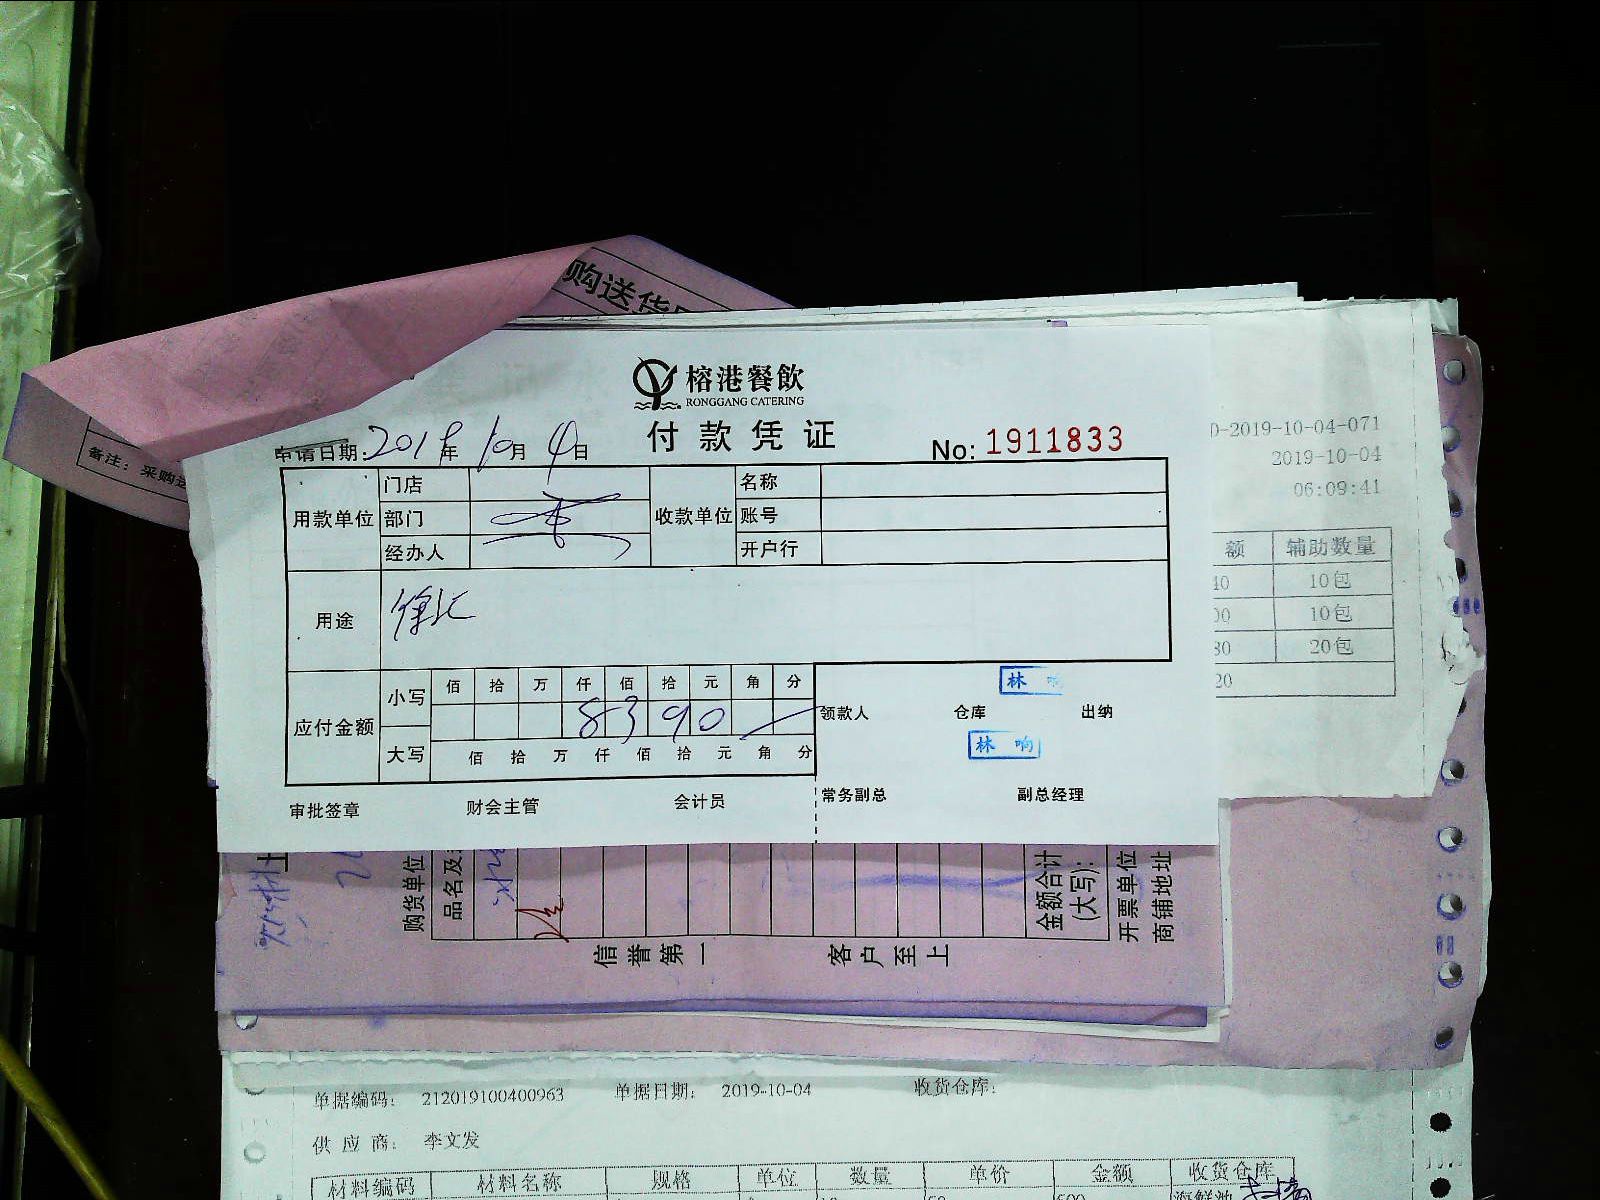 购送货
备注：采购送
榕港餐飲
RONGGANG CATERING
付款凭证
申请日期：2019年10月4日
No: 1911833
用款单位 门店 部门 经办人
收款单位 名称 账号 开户行
用途
应付金额 小写 佰 拾 万 仟 佰 拾 元 角 分
8390
大写 佰 拾 万 仟 佰 拾 元 角 分
林响
领款人 仓库 出纳
林响
审批签章 财会主管 会计员 常务副总 副总经理
0-2019-10-04-071
2019-10-04
06:09:41
额 辅助数量
40 10包
00 10包
80 20包
20
购货单位
品名及
金额合计
(大写):
开票单位
商铺地址
信誉第一 客户至上
单据编码： 212019100400963 单据日期： 2019-10-04 收货仓库：
供应商： 李文发
材料编码 材料名称 规格 单位 数量 单价 金额 收货仓库